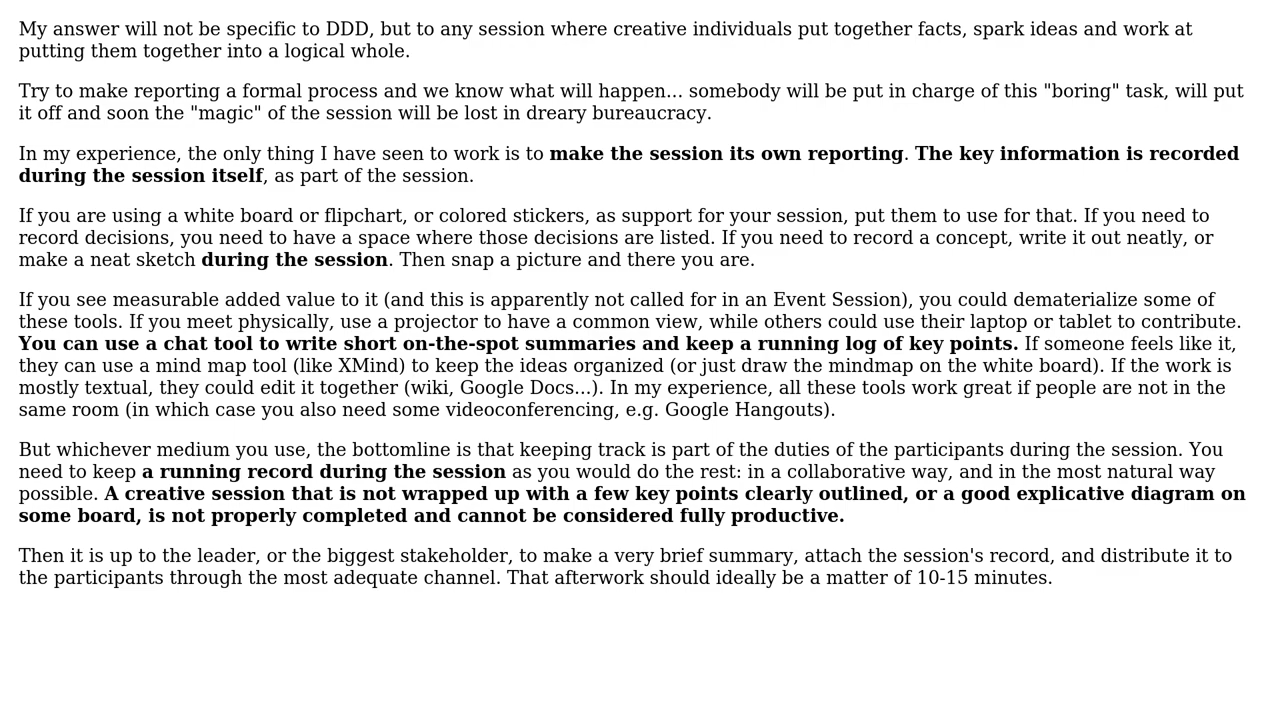 My answer will not be specific to DDD, but to any session where creative individuals put together facts, spark ideas and work at
putting them together into a logical whole.
Try to make reporting a formal process and we know what will happen... somebody will be put in charge of this "boring" task, will put
it off and soon the "magic" of the session will be lost in dreary bureaucracy.
In my experience, the only thing I have seen to work is to make the session its own reporting. The key information is recorded
during the session itself, as part of the session.
If you are using a white board or flipchart, or colored stickers, as support for your session, put them to use for that. If you need to
record decisions, you need to have a space where those decisions are listed. If you need to record a concept, write it out neatly, or
make a neat sketch during the session. Then snap a picture and there you are.
If you see measurable added value to it (and this is apparently not called for in an Event Session), you could dematerialize some of
these tools. If you meet physically, use a projector to have a common view, while others could use their laptop or tablet to contribute.
You can use a chat tool to write short on-the-spot summaries and keep a running log of key points. If someone feels like it,
they can use a mind map tool (like XMind) to keep the ideas organized (or just draw the mindmap on the white board). If the work is
mostly textual, they could edit it together (wiki, Google Docs...). In my experience, all these tools work great if people are not in the
same room (in which case you also need some videoconferencing, e.g. Google Hangouts).
But whichever medium you use, the bottomline is that keeping track is part of the duties of the participants during the session. You
need to keep a running record during the session as you would do the rest: in a collaborative way, and in the most natural way
possible. A creative session that is not wrapped up with a few key points clearly outlined, or a good explicative diagram on
some board, is not properly completed and cannot be considered fully productive.
Then it is up to the leader, or the biggest stakeholder, to make a very brief summary, attach the session's record, and distribute it to
the participants through the most adequate channel. That afterwork should ideally be a matter of 10-15 minutes.